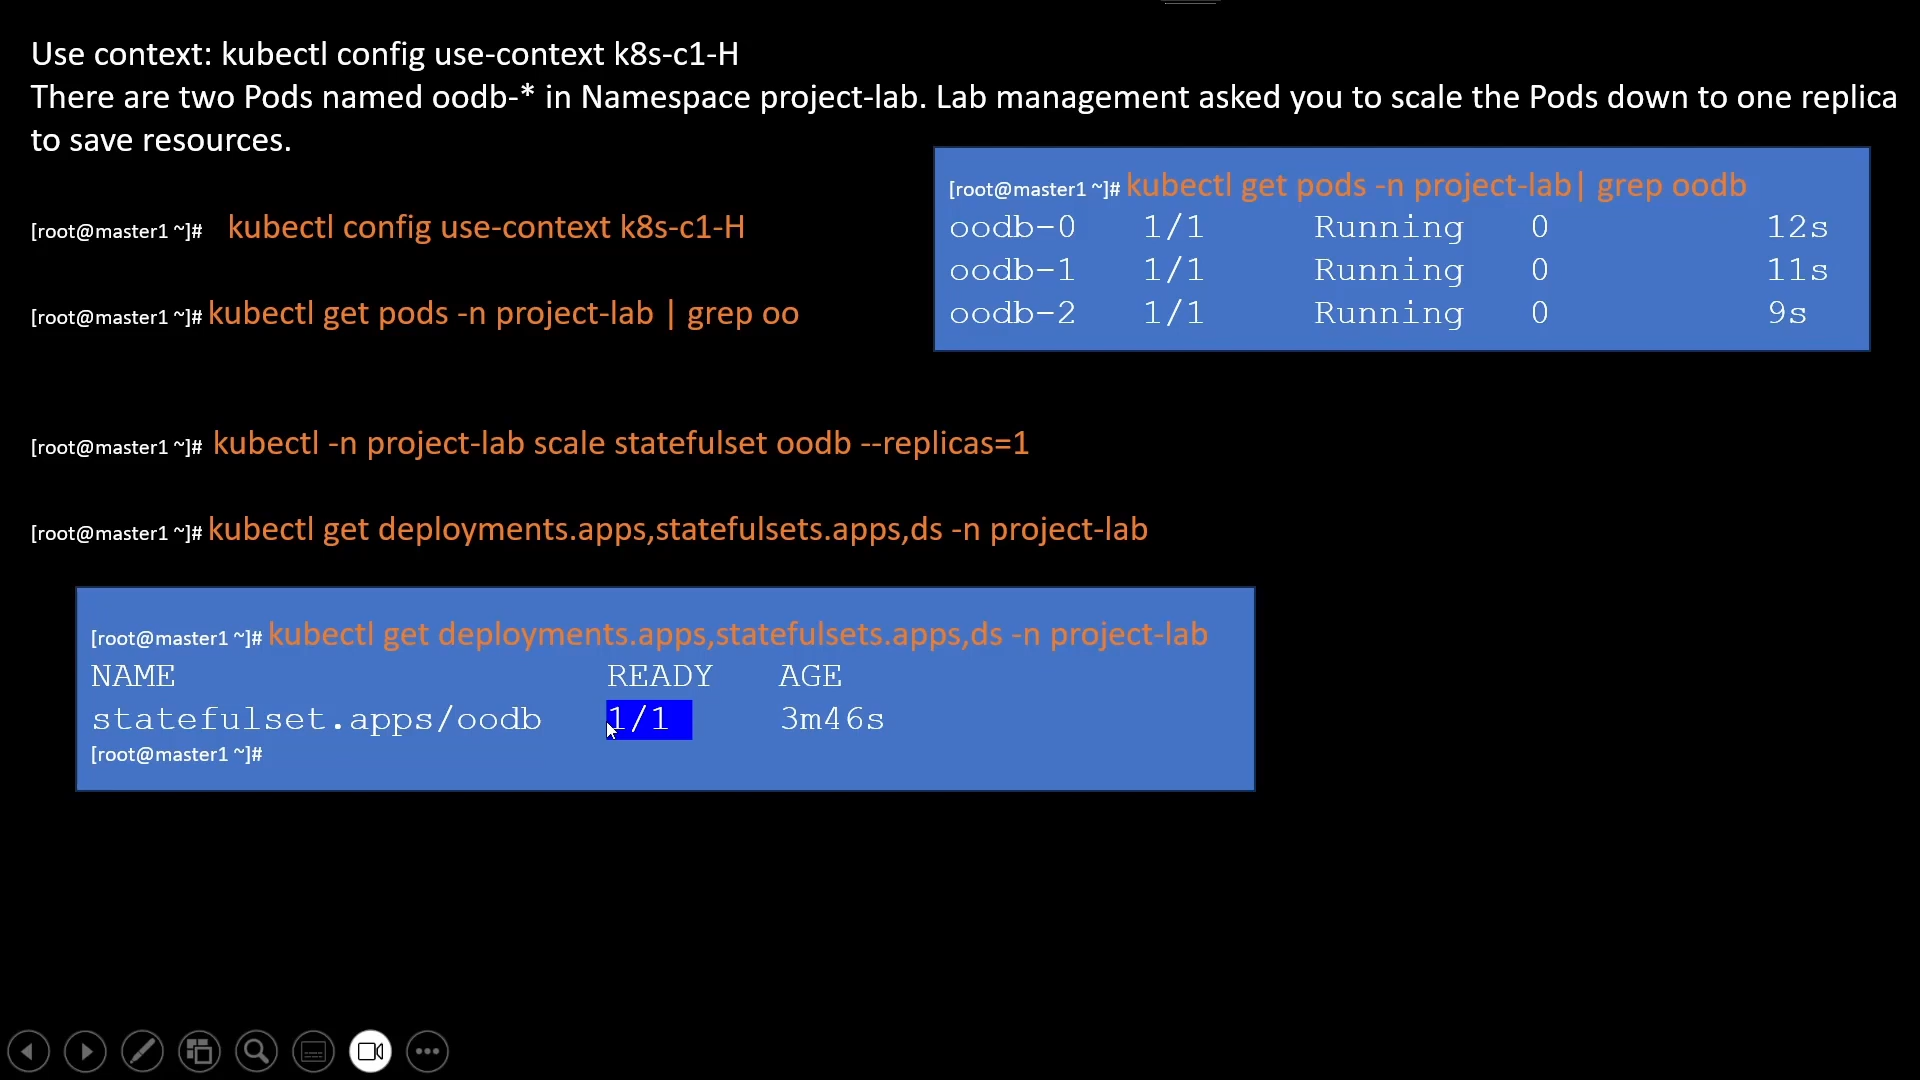 Use context: kubectl config use-context k8s-c1-H
There are two Pods named oodb-* in Namespace project-lab. Lab management asked you to scale the Pods down to one replica
to save resources.
[root@master1 ~]# kubectl config use-context k8s-c1-H
[root@master1 ~]# kubectl get pods -n project-lab | grep oo
[root@master1 ~]# kubectl get pods -n project-lab| grep oodb
oodb-0 1/1 Running 0 12s
oodb-1 1/1 Running 0 11s
oodb-2 1/1 Running 0 9s
[root@master1 ~]# kubectl -n project-lab scale statefulset oodb --replicas=1
[root@master1 ~]# kubectl get deployments.apps,statefulsets.apps,ds -n project-lab
[root@master1 ~]# kubectl get deployments.apps,statefulsets.apps,ds -n project-lab
NAME READY AGE
statefulset.apps/oodb 1/1 3m46s
[root@master1 ~]#